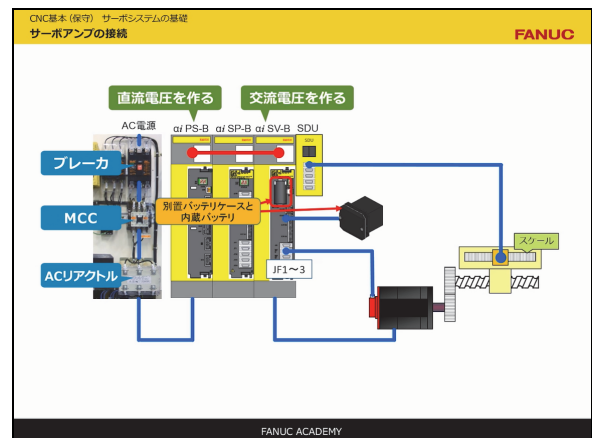 CNC基本（保守） サーボシステムの基礎
サーボアンプの接続
FANUC
直流電圧を作る
交流電圧を作る
AC電源
αi PS-B
αi SP-B
αi SV-B
SDU
ブレーカ
MCC
ACリアクトル
別置バッテリケースと
内蔵バッテリ
JF1～3
スケール
FANUC ACADEMY